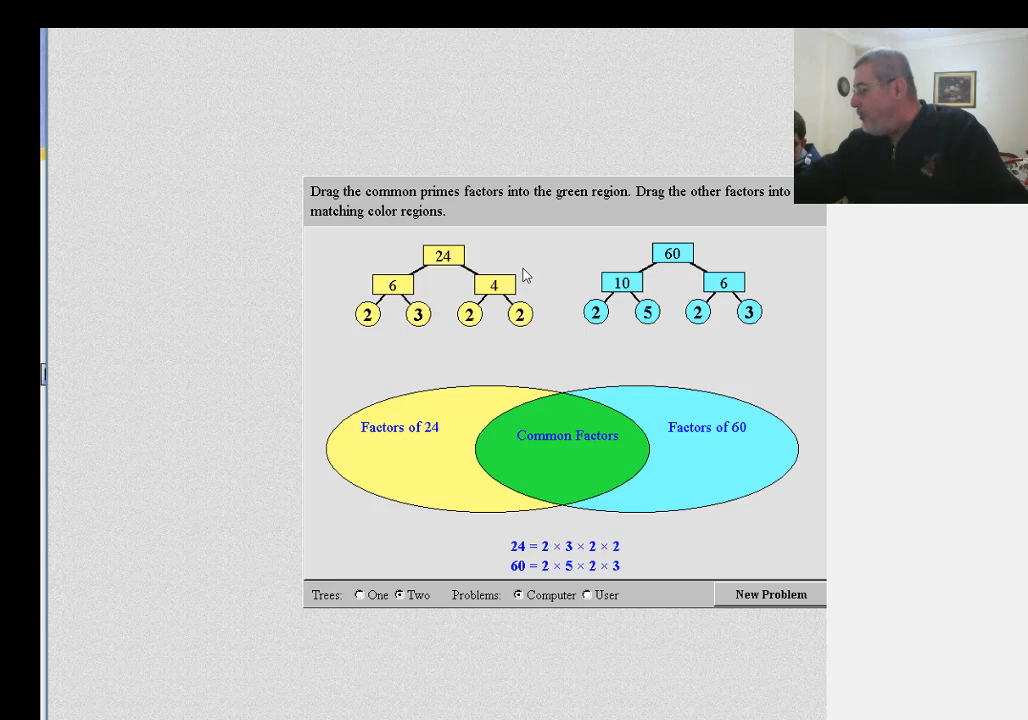 Drag the common primes factors into the green region. Drag the other factors into
matching color regions.
24
60
6
4
10
6
2
3
2
2
2
5
2
3
Factors of 24
Common Factors
Factors of 60
24 = 2 × 3 × 2 × 2
60 = 2 × 5 × 2 × 3
Trees: One Two Problems: Computer User New Problem